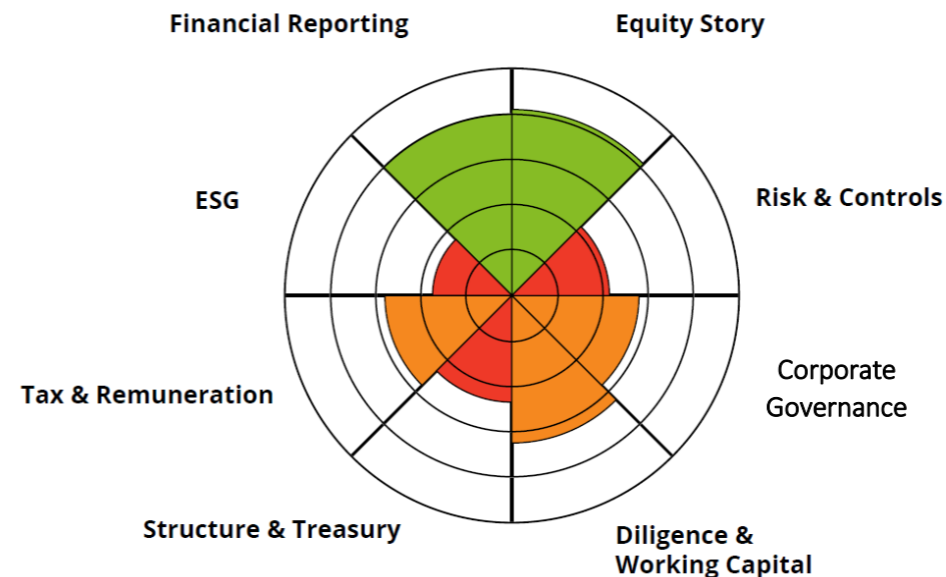 Financial Reporting
Equity Story
ESG
Risk & Controls
Tax & Remuneration
Corporate
Governance
Structure & Treasury
Diligence &
Working Capital